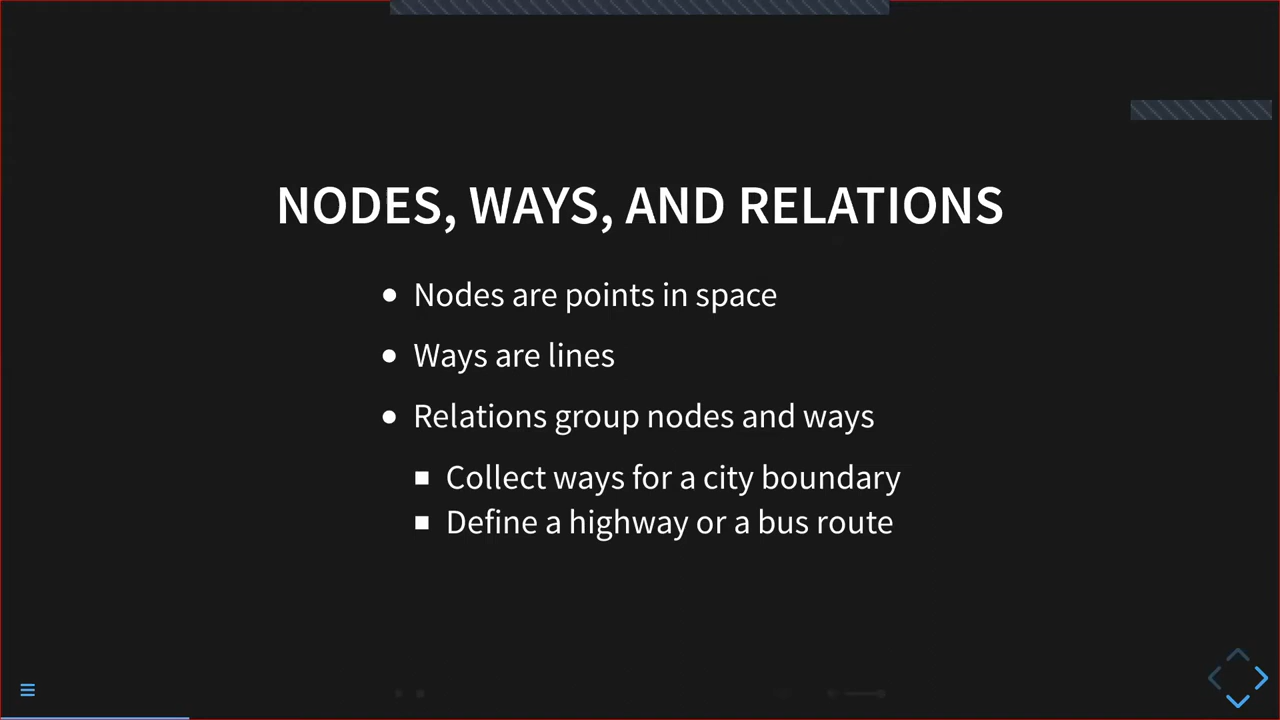 NODES, WAYS, AND RELATIONS
Nodes are points in space
Ways are lines
Relations group nodes and ways
Collect ways for a city boundary
Define a highway or a bus route